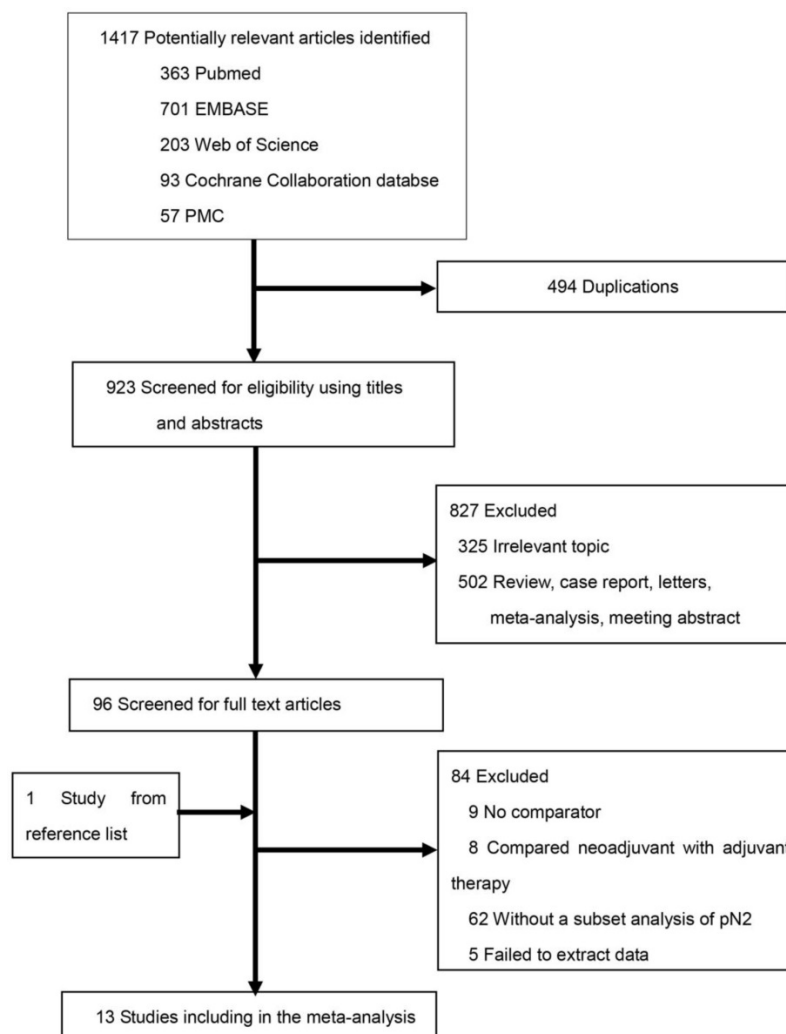 1417 Potentially relevant articles identified
363 Pubmed
701 EMBASE
203 Web of Science
93 Cochrane Collaboration databse
57 PMC
494 Duplications
923 Screened for eligibility using titles
and abstracts
827 Excluded
325 Irrelevant topic
502 Review, case report, letters,
meta-analysis, meeting abstract
96 Screened for full text articles
1 Study from
reference list
84 Excluded
9 No comparator
8 Compared neoadjuvant with adjuvant
therapy
62 Without a subset analysis of pN2
5 Failed to extract data
13 Studies including in the meta-analysis